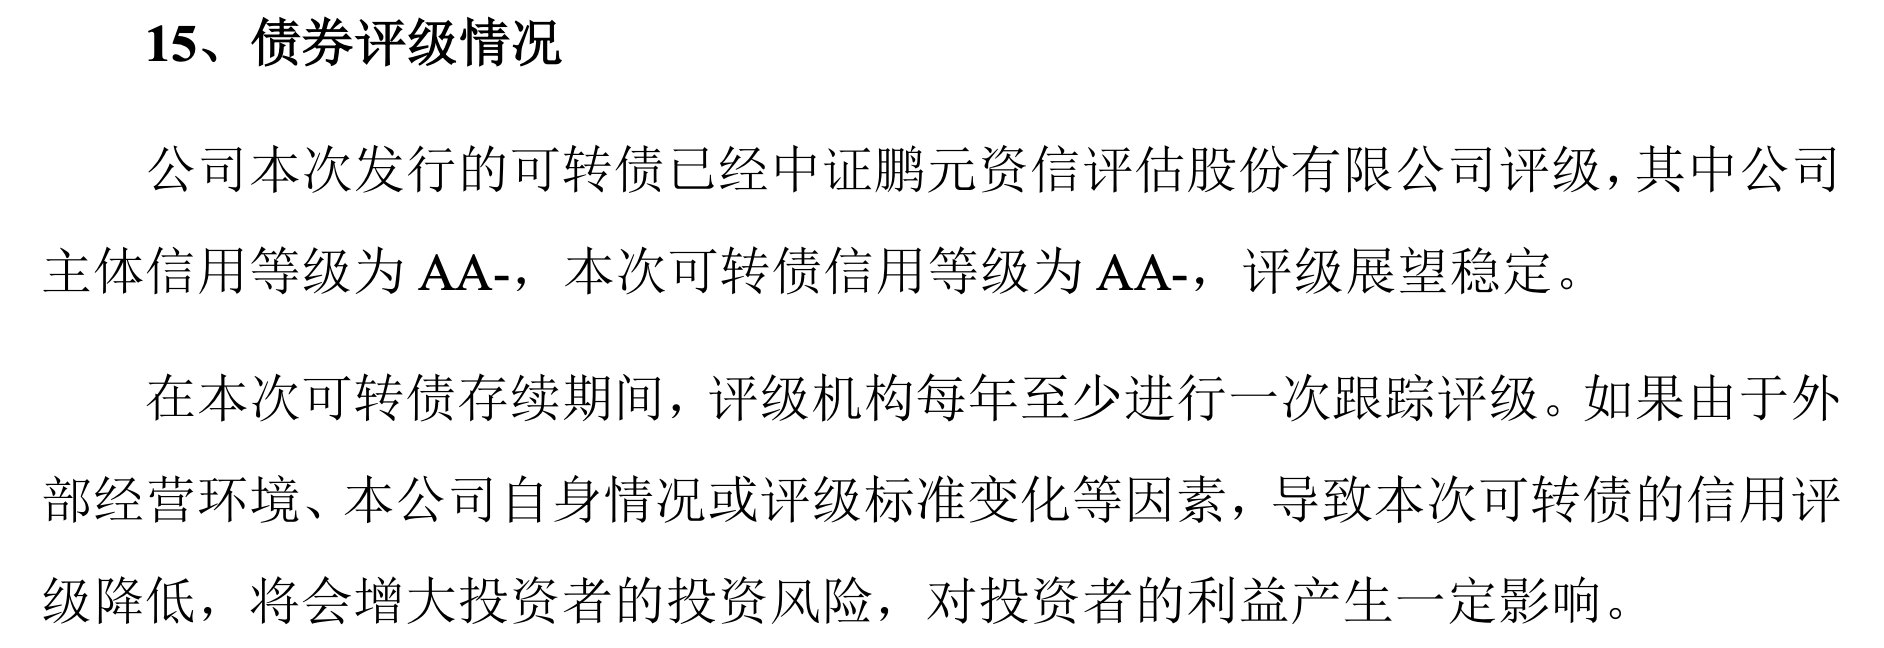 15、债券评级情况
公司本次发行的可转债已经中证鹏元资信评估股份有限公司评级，其中公司
主体信用等级为 AA-，本次可转债信用等级为 AA-，评级展望稳定。
在本次可转债存续期间，评级机构每年至少进行一次跟踪评级。如果由于外
部经营环境、本公司自身情况或评级标准变化等因素，导致本次可转债的信用评
级降低，将会增大投资者的投资风险，对投资者的利益产生一定影响。